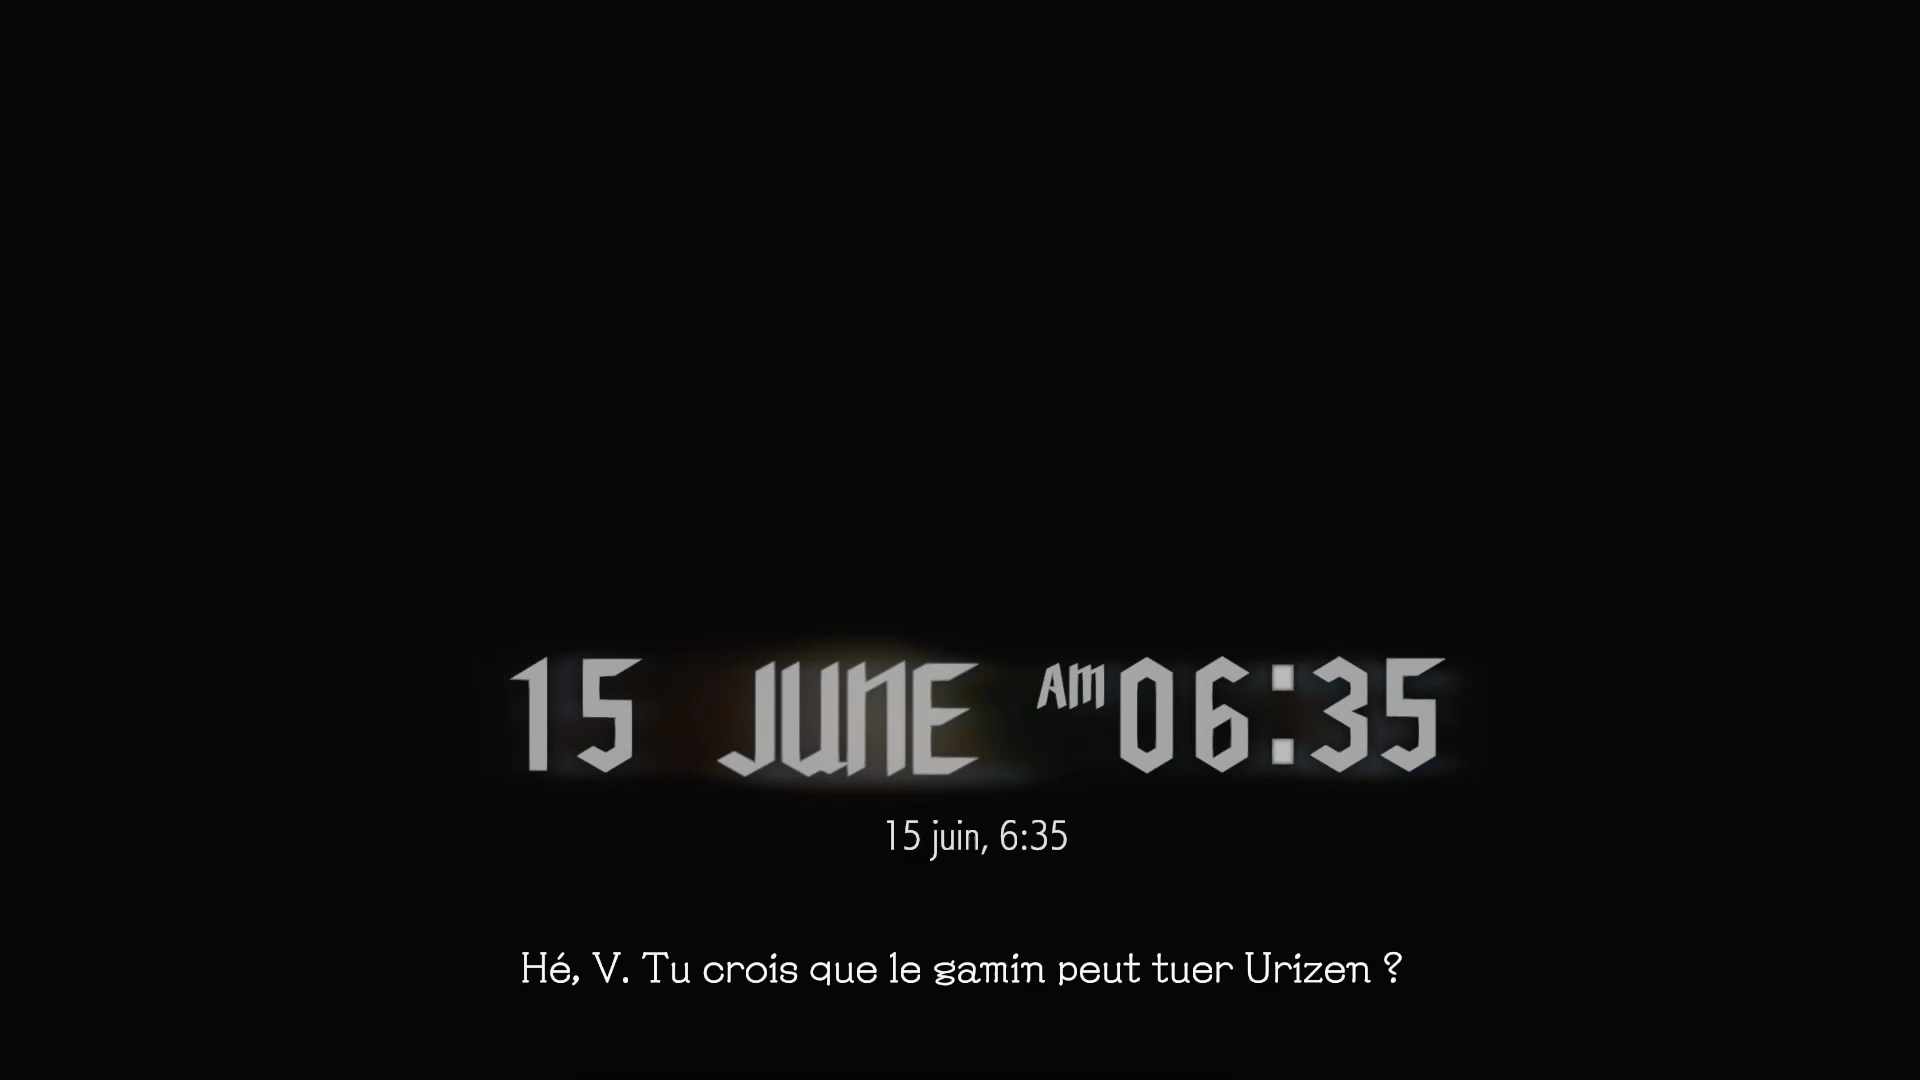 15 JUNE AM 06:35
15 juin, 6:35
Hé, V. Tu crois que le gamin peut tuer Urizen ?